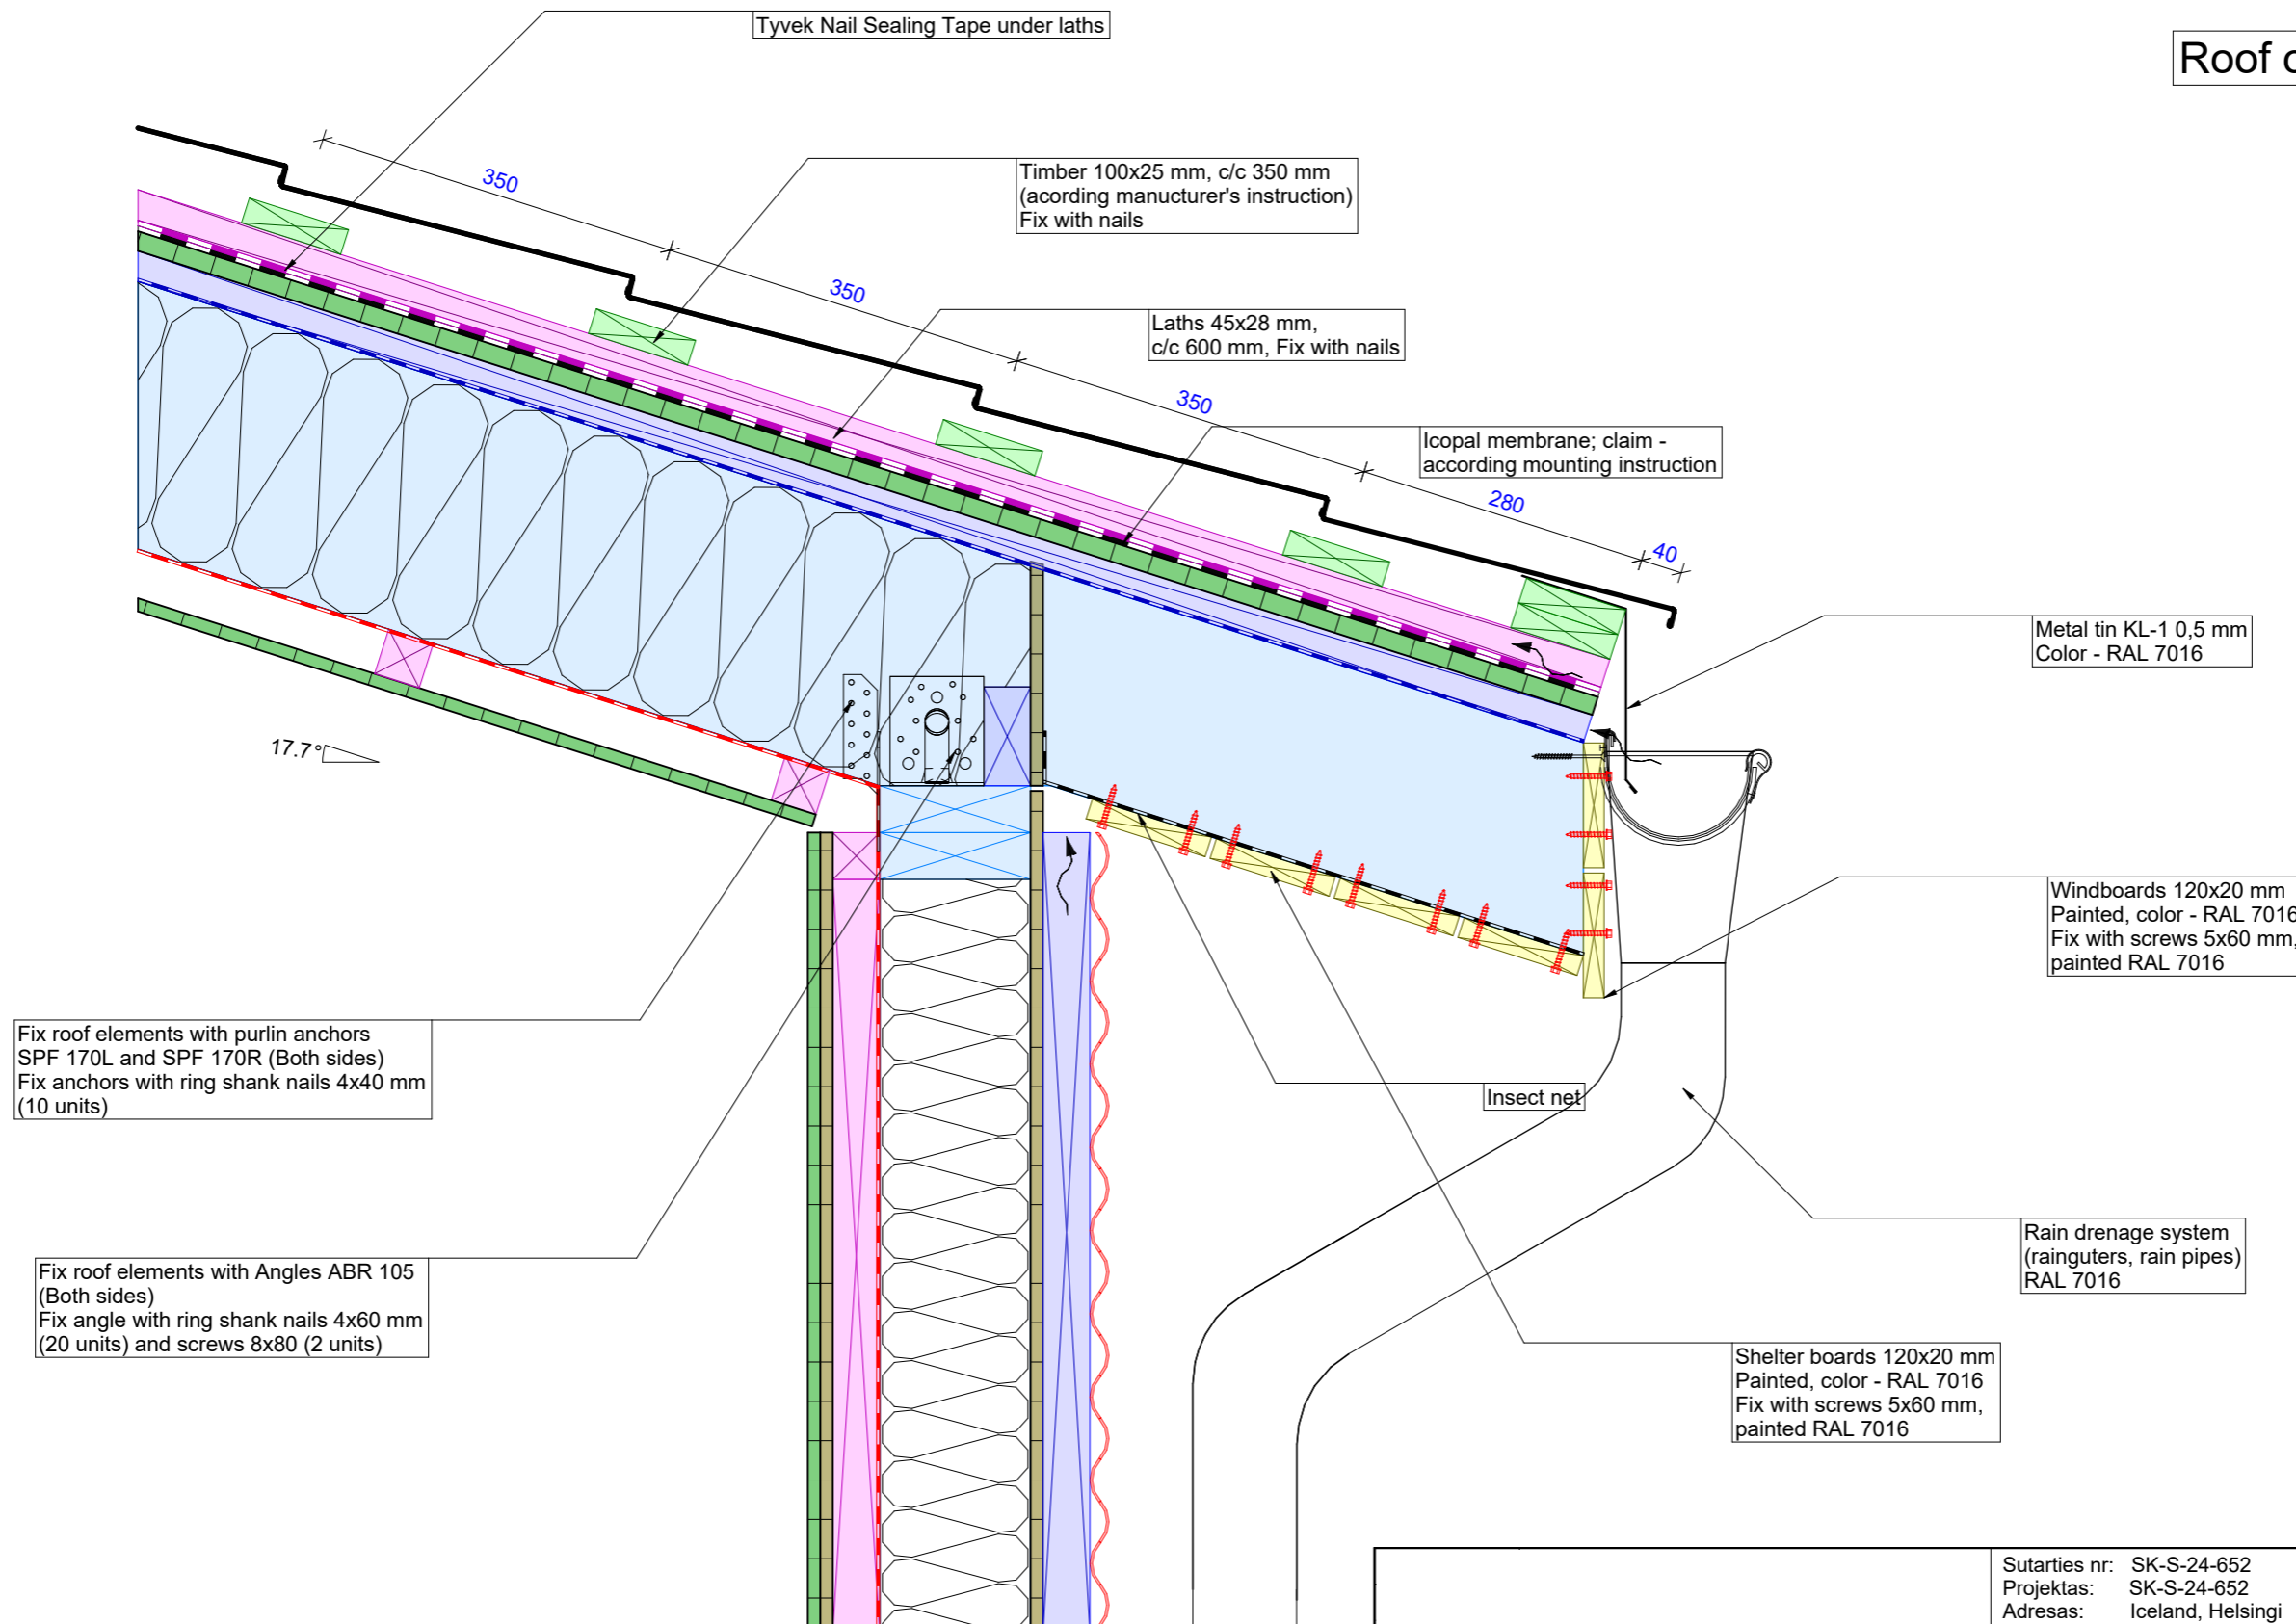 Tyvek Nail Sealing Tape under laths
Roof
350
Timber 100x25 mm, c/c 350 mm
(acording manucturer's instruction)
Fix with nails
350
Laths 45x28 mm,
c/c 600 mm, Fix with nails
350
Icopal membrane; claim -
according mounting instruction
280
40
Metal tin KL-1 0,5 mm
Color - RAL 7016
17.7°
Windboards 120x20 mm
Painted, color - RAL 7016
Fix with screws 5x60 mm,
painted RAL 7016
Fix roof elements with purlin anchors
SPF 170L and SPF 170R (Both sides)
Fix anchors with ring shank nails 4x40 mm
(10 units)
Insect net
Rain drenage system
(rainguters, rain pipes)
RAL 7016
Fix roof elements with Angles ABR 105
(Both sides)
Fix angle with ring shank nails 4x60 mm
(20 units) and screws 8x80 (2 units)
Shelter boards 120x20 mm
Painted, color - RAL 7016
Fix with screws 5x60 mm,
painted RAL 7016
Sutarties nr: SK-S-24-652
Projektas: SK-S-24-652
Adresas: Iceland, Helsingi